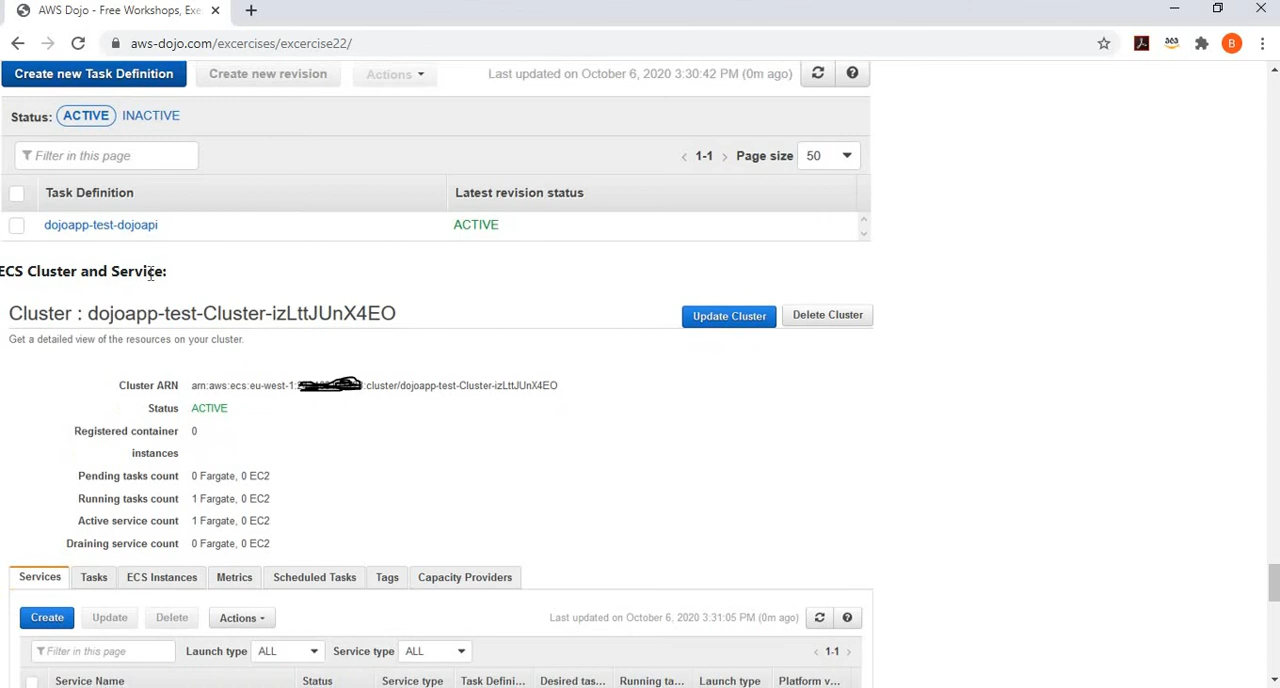 AWS Dojo - Free Workshops, Exe
aws-dojo.com/excercises/excercise22/
B
Create new Task Definition Create new revision Actions Last updated on October 6, 2020 3:30:42 PM (0m ago)
Status: ACTIVE INACTIVE
Filter in this page 1-1 Page size 50
Task Definition Latest revision status
dojoapp-test-dojoapi ACTIVE
ECS Cluster and Service:
Cluster : dojoapp-test-Cluster-izLttJUnX4EO Update Cluster Delete Cluster
Get a detailed view of the resources on your cluster.
Cluster ARN arn:aws:ecs:eu-west-1: :cluster/dojoapp-test-Cluster-izLttJUnX4EO
Status ACTIVE
Registered container 0
instances
Pending tasks count 0 Fargate, 0 EC2
Running tasks count 1 Fargate, 0 EC2
Active service count 1 Fargate, 0 EC2
Draining service count 0 Fargate, 0 EC2
Services Tasks ECS Instances Metrics Scheduled Tasks Tags Capacity Providers
Create Update Delete Actions Last updated on October 6, 2020 3:31:05 PM (0m ago)
Filter in this page Launch type ALL Service type ALL 1-1
Service Name Status Service type Task Defini... Desired tas... Running ta... Launch type Platform v...